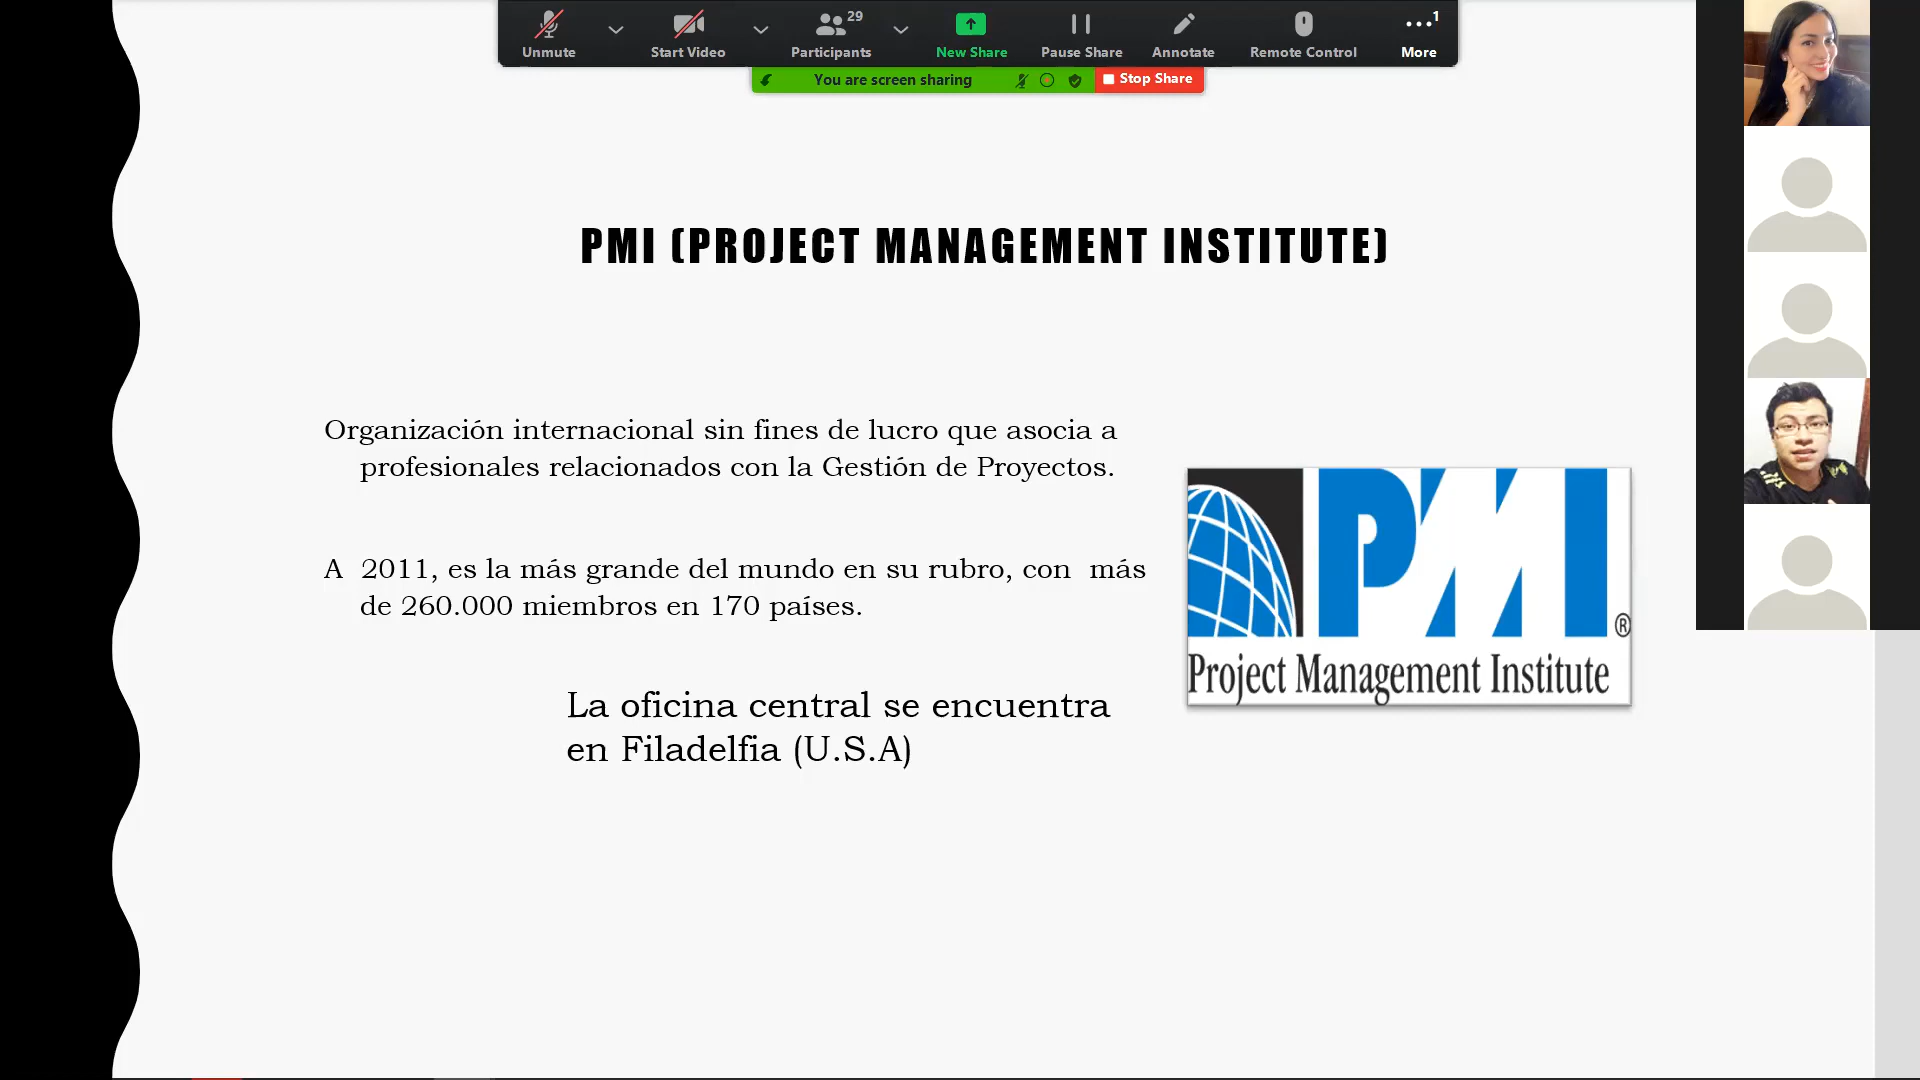 29
1
Unmute Start Video Participants New Share Pause Share Annotate Remote Control More
You are screen sharing Stop Share
PMI (PROJECT MANAGEMENT INSTITUTE)
Organización internacional sin fines de lucro que asocia a
profesionales relacionados con la Gestión de Proyectos.
A 2011, es la más grande del mundo en su rubro, con más
de 260.000 miembros en 170 países.
La oficina central se encuentra
en Filadelfia (U.S.A)
PMI ®
Project Management Institute